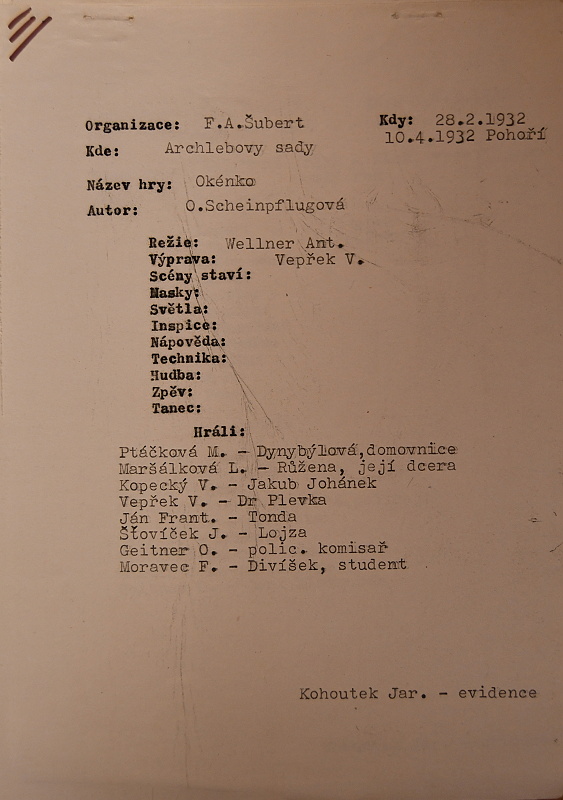 Organizace: F.A.Šubert Kdy: 28.2.1932
10.4.1932 Pohoří
Kde: Archlebovy sady
Název hry: Okénko
Autor: O.Scheinpflugová
Režie: Wellner Ant.
Výprava: Vepřek V.
Scény staví:
Masky:
Světla:
Inspice:
Nápověda:
Technika:
Hudba:
Zpěv:
Tanec:
Hráli:
Ptáčková M. - Dynybýlová,domovnice
Maršálková L. - Růžena, její dcera
Kopecký V. - Jakub Johánek
Vepřek V. - Dr Plevka
Ján Frant. - Tonda
Šťovíček J. - Lojza
Geitner O. - polic. komisař
Moravec F. - Divíšek, student
Kohoutek Jar. - evidence